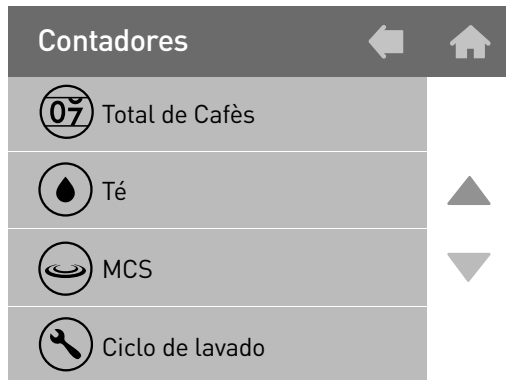 Contadores
07 Total de Cafès
Té
MCS
Ciclo de lavado